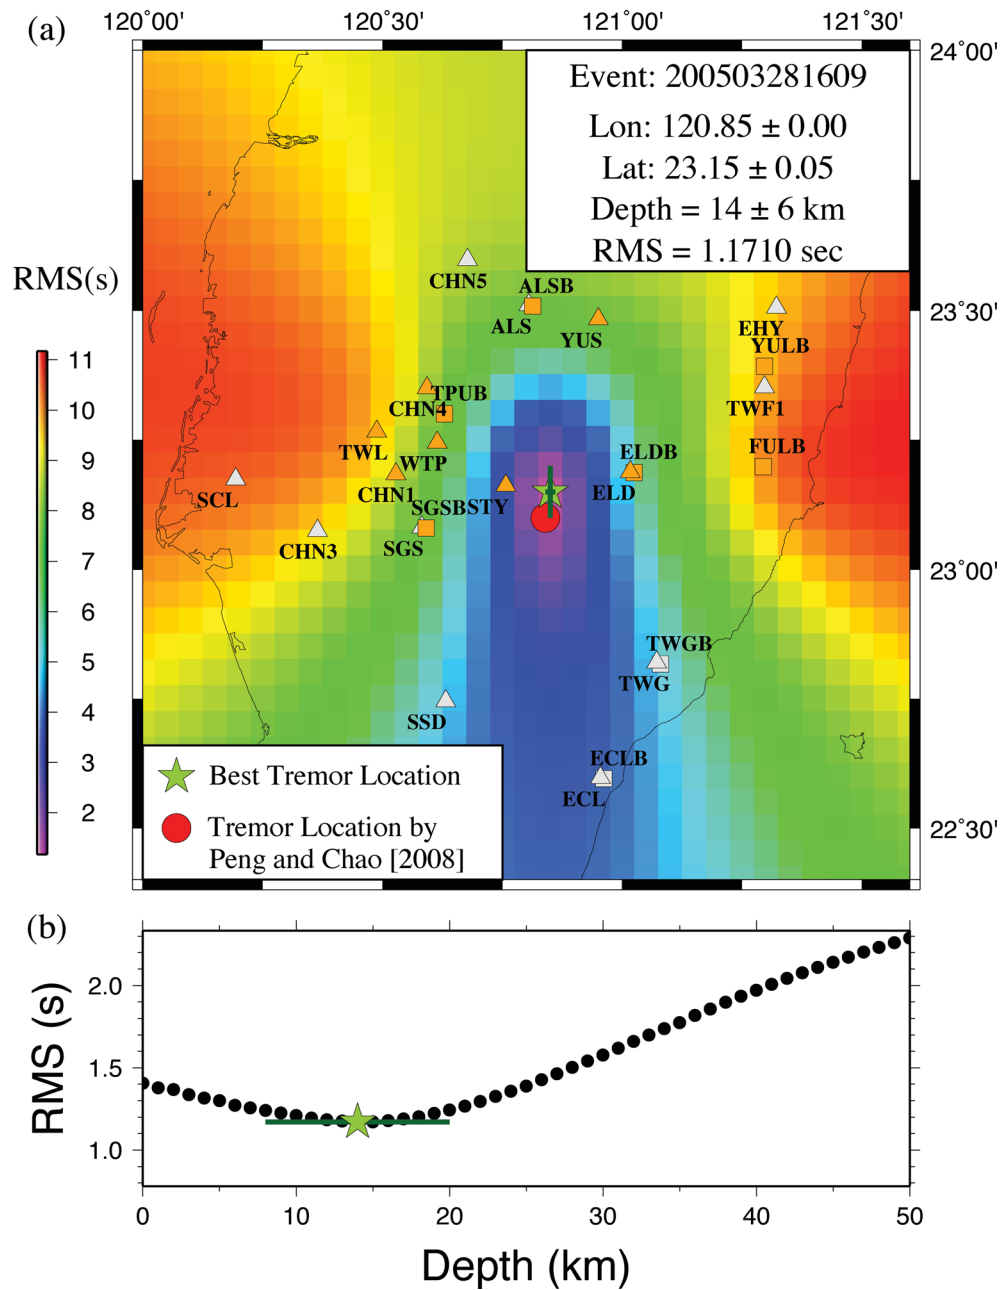 (a)
120°00'
120°30'
121°00'
121°30'
24°00'
Event: 200503281609
Lon: 120.85 ± 0.00
Lat: 23.15 ± 0.05
Depth = 14 ± 6 km
RMS = 1.1710 sec
RMS(s)
CHN5
ALSB
ALS
YUS
23°30'
EHY
YULB
11
10
9
8
7
6
5
4
3
2
TPUB
CHN4
TWF1
TWL
WTP
ELDB
FULB
CHN1
ELD
SCL
SGSB
STY
CHN3
SGS
23°00'
TWGB
TWG
SSD
ECLB
ECL
22°30'
Best Tremor Location
Tremor Location by
Peng and Chao [2008]
(b)
RMS (s)
2.0
1.5
1.0
0
10
20
30
40
50
Depth (km)